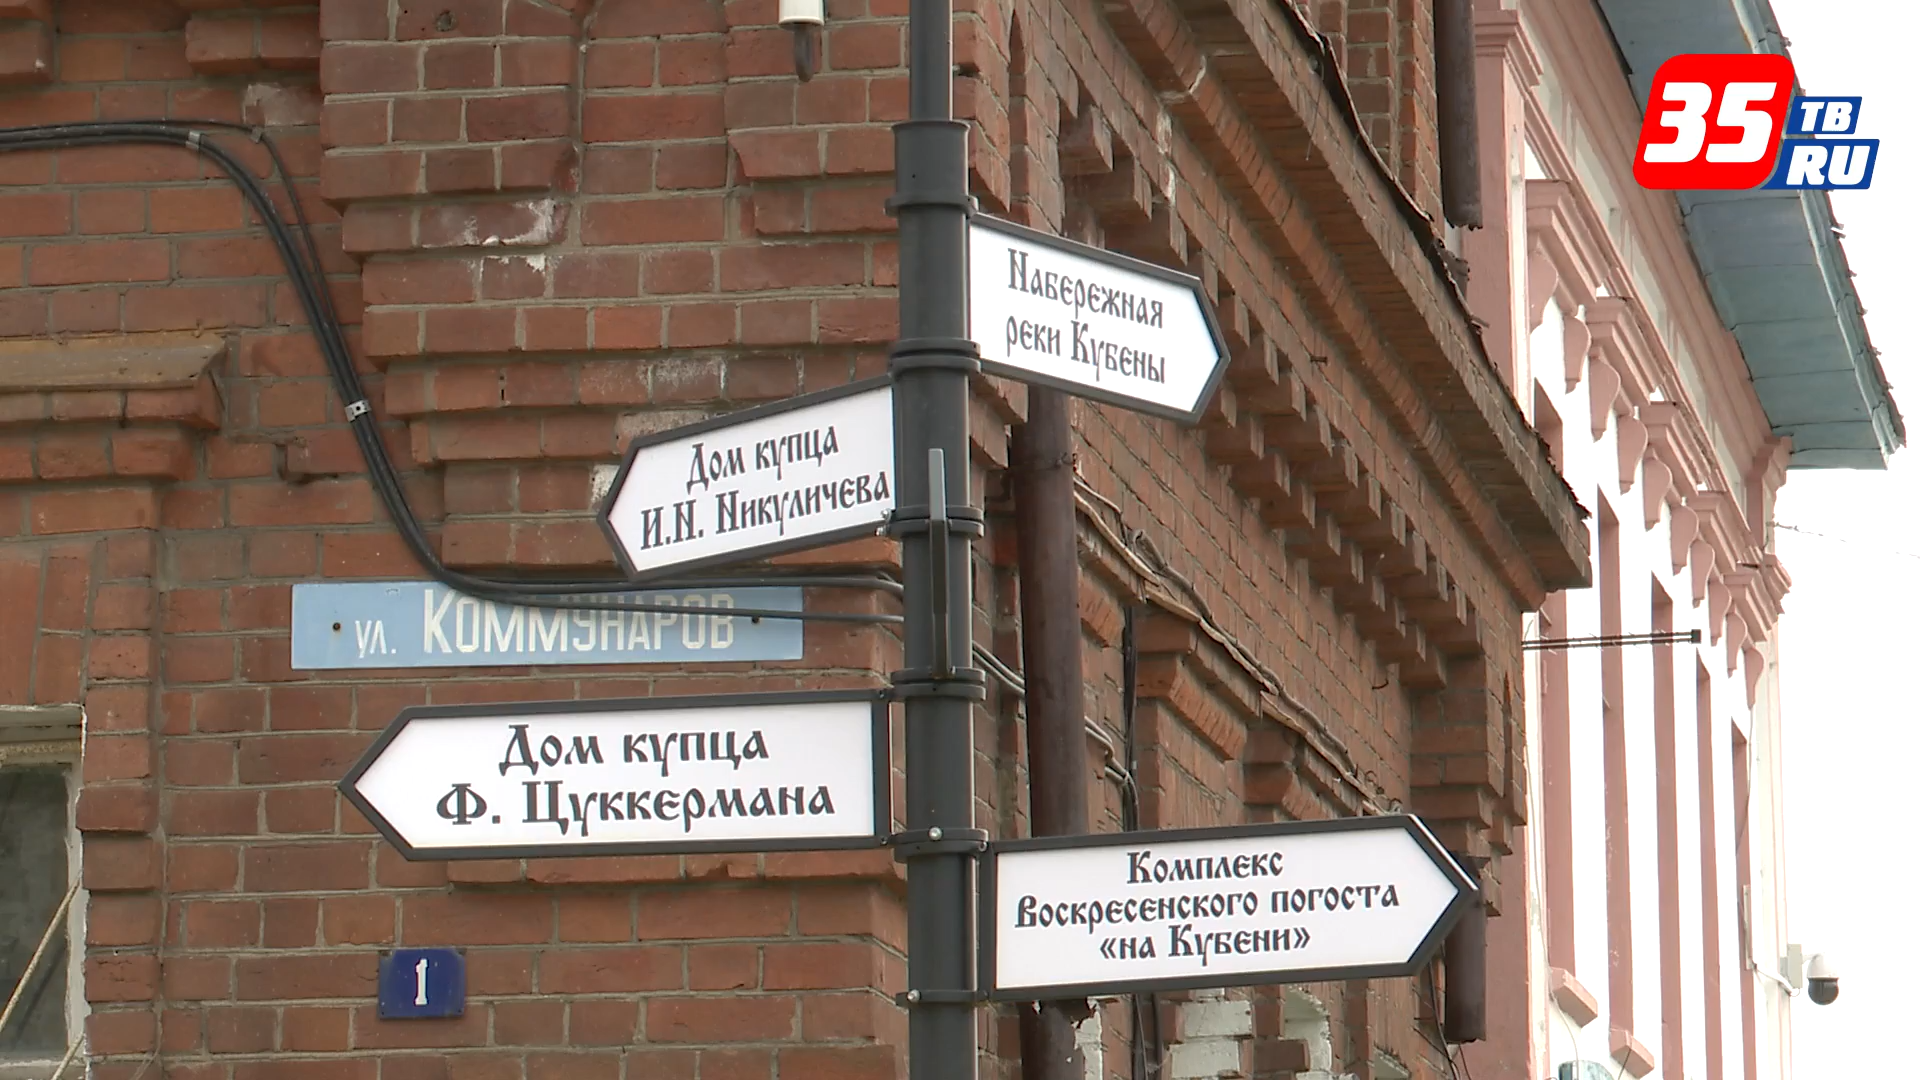 35
ТВ
RU
Набережная
реки Кубены
Дом купца
И.Н. Никуличева
ул. КОММУНАРОВ
Дом купца
Ф. Цуккермана
Комплекс
Воскресенского погоста
«на Кубени»
1